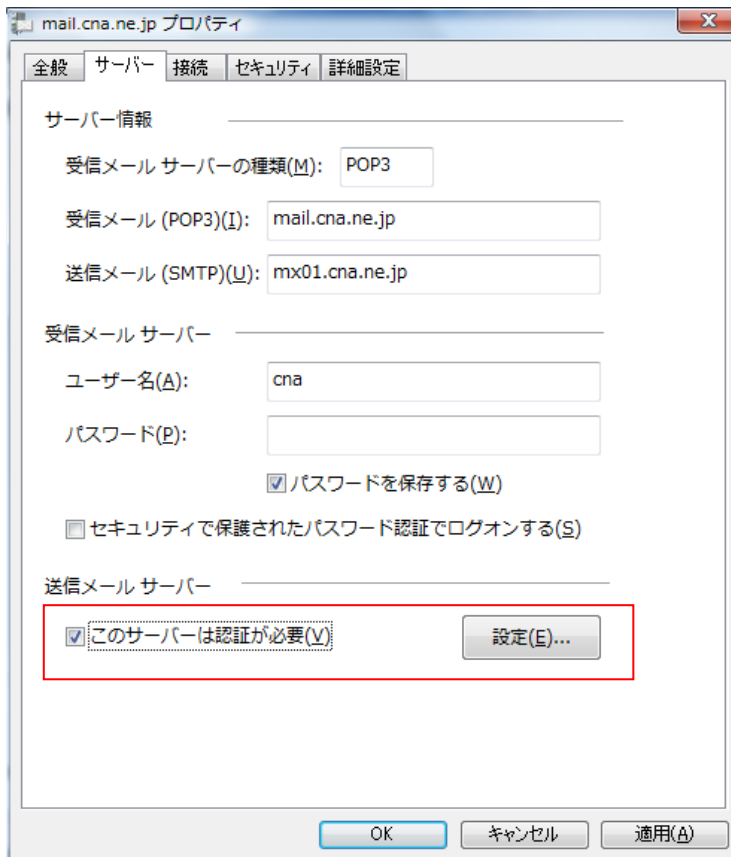 mail.cna.ne.jp プロパティ
全般 サーバー 接続 セキュリティ 詳細設定
サーバー情報
受信メール サーバーの種類(M): POP3
受信メール (POP3)(I): mail.cna.ne.jp
送信メール (SMTP)(U): mx01.cna.ne.jp
受信メール サーバー
ユーザー名(A): cna
パスワード(P):
パスワードを保存する(W)
セキュリティで保護されたパスワード認証でログオンする(S)
送信メール サーバー
このサーバーは認証が必要(V) 設定(E)...
OK キャンセル 適用(A)